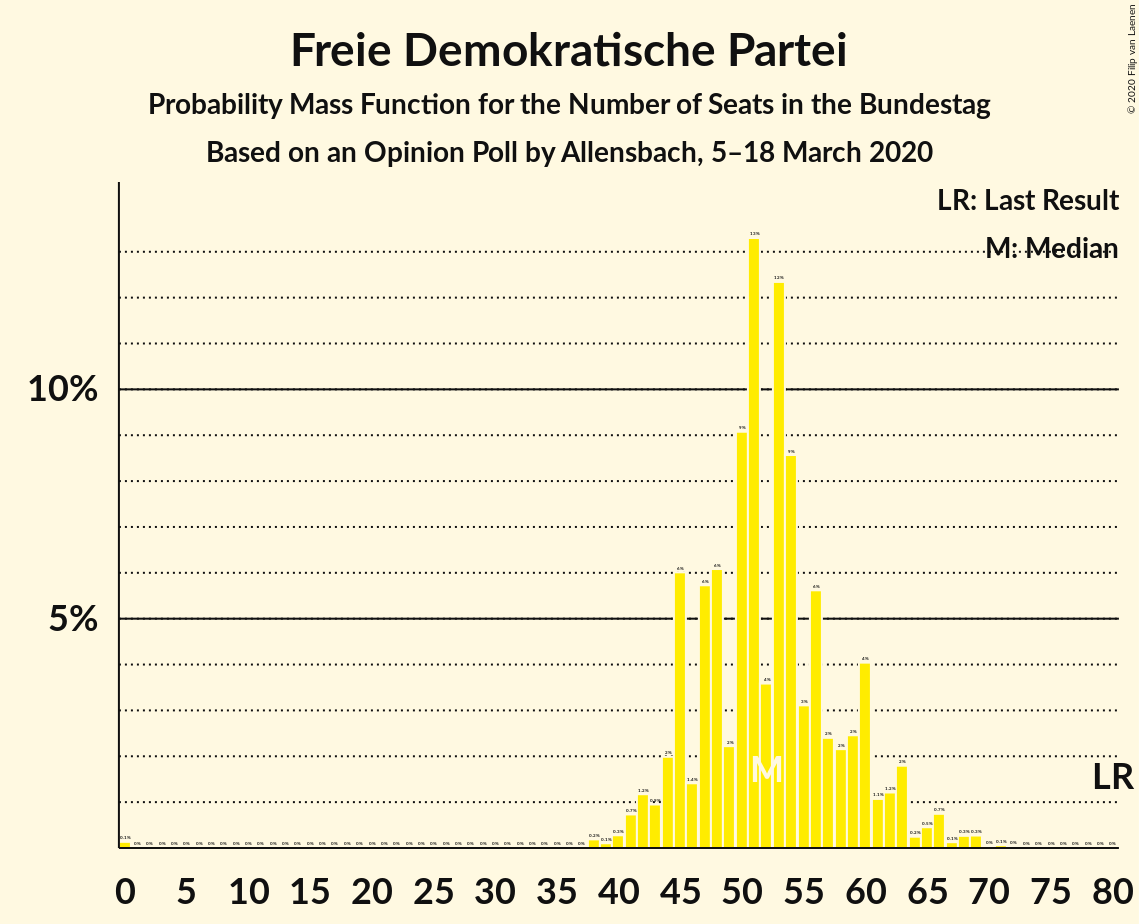 Freie Demokratische Partei
Probability Mass Function for the Number of Seats in the Bundestag
Based on an Opinion Poll by Allensbach, 5–18 March 2020
© 2020 Filip van Laenen
LR: Last Result
M: Median
10%
5%
M
LR
0 5 10 15 20 25 30 35 40 45 50 55 60 65 70 75 80